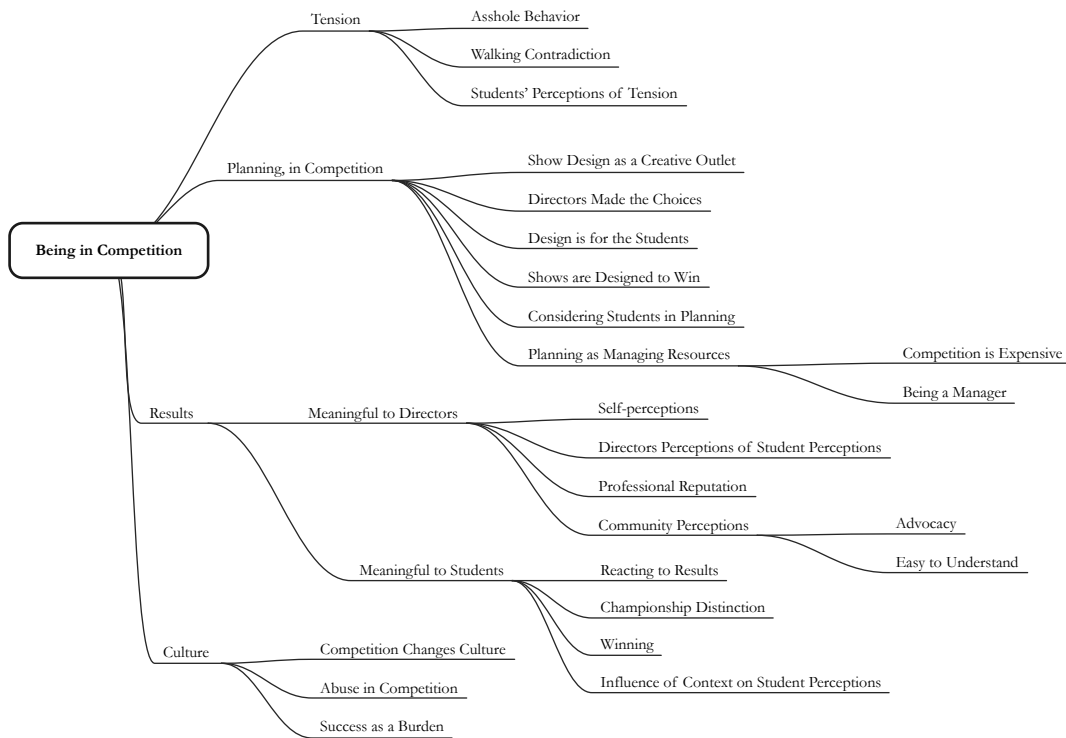 Tension
Asshole Behavior
Walking Contradiction
Students’ Perceptions of Tension
Planning, in Competition
Show Design as a Creative Outlet
Directors Made the Choices
Design is for the Students
Shows are Designed to Win
Considering Students in Planning
Planning as Managing Resources
Competition is Expensive
Being a Manager
Being in Competition
Results
Meaningful to Directors
Self-perceptions
Directors Perceptions of Student Perceptions
Professional Reputation
Community Perceptions
Advocacy
Easy to Understand
Meaningful to Students
Reacting to Results
Championship Distinction
Winning
Influence of Context on Student Perceptions
Culture
Competition Changes Culture
Abuse in Competition
Success as a Burden